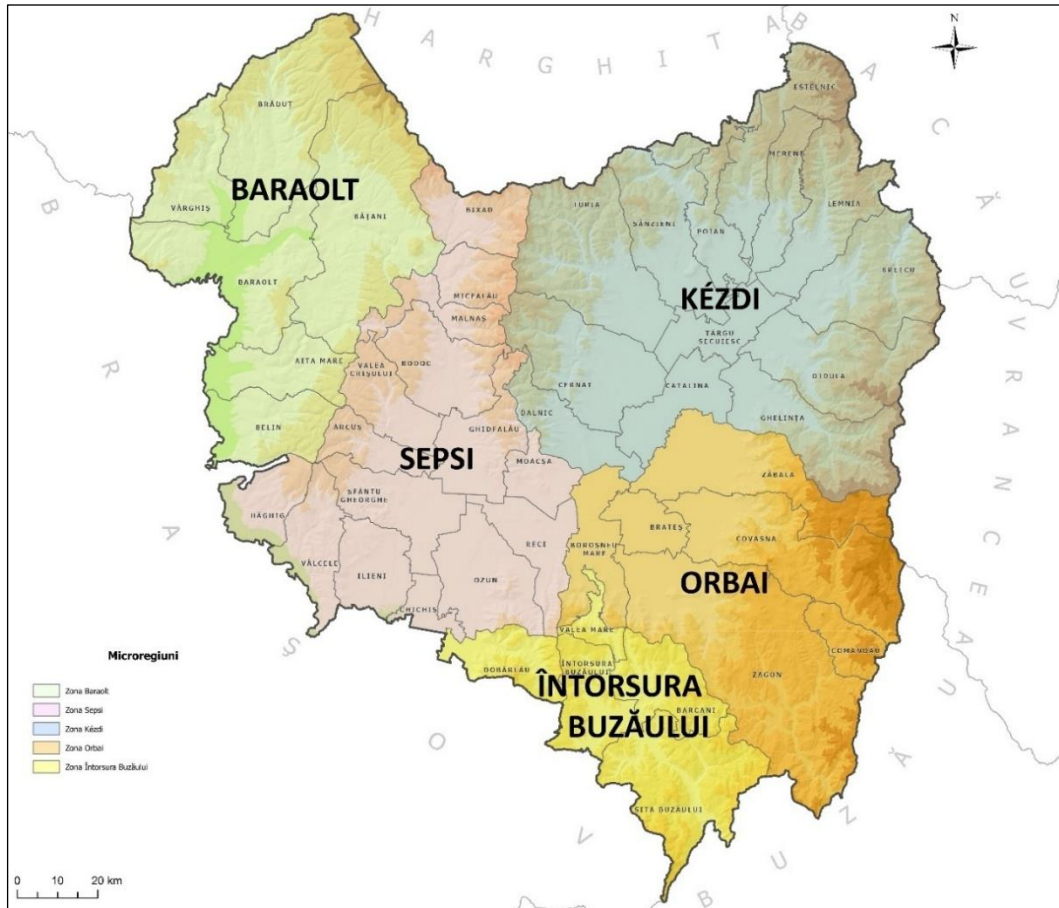 N
HARGHITA
BACĂU
VRANCEA
BUZĂU
BRAȘOV
ESTELNIC
BRĂDUȚ
MERENI
BARAOLT
VÂRGHIȘ
BĂȚANI
BIXAD
TURIA
SÂNZIENI
POIAN
LEMNIA
BRETCU
BARAOLT
MICFALĂU
KÉZDI
MALNAȘ
TARGU
SECUIESC
AITA MARE
VALEA
CRIȘULUI
BODOC
CERNAT
CATALINA
OJDULA
BELIN
ARCUȘ
GHIDFALĂU
DALNIC
GHELINȚA
SEPSI
MOACȘA
ZĂBALA
SFÂNTU
GHEORGHE
HĂGHIG
BRATEȘ
COVASNA
RECI
BOROȘNEU
MARE
VÂLCELE
ILIENI
OZUN
ORBAI
CHICHIȘ
VALEA MARE
COMANDĂU
DOBÂRLĂU
ÎNTORSURA
BUZĂULUI
ZAGON
ÎNTORSURA
BUZĂULUI
BARCANI
SITA BUZAULUI
Microregiuni
Zona Baraolt
Zona Sepsi
Zona Kézdi
Zona Orbai
Zona Întorsura Buzăului
0 10 20 km